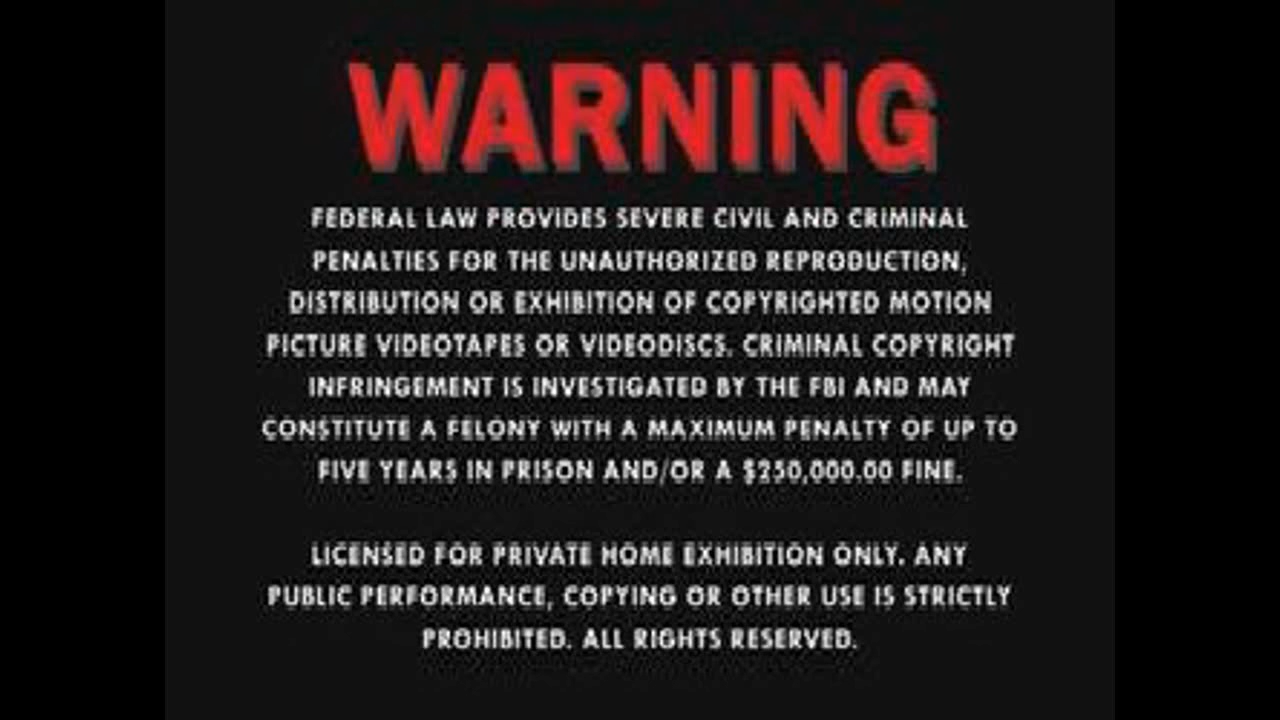 WARNING
FEDERAL LAW PROVIDES SEVERE CIVIL AND CRIMINAL
PENALTIES FOR THE UNAUTHORIZED REPRODUCTION,
DISTRIBUTION OR EXHIBITION OF COPYRIGHTED MOTION
PICTURE VIDEOTAPES OR VIDEODISCS. CRIMINAL COPYRIGHT
INFRINGEMENT IS INVESTIGATED BY THE FBI AND MAY
CONSTITUTE A FELONY WITH A MAXIMUM PENALTY OF UP TO
FIVE YEARS IN PRISON AND/OR A $250,000.00 FINE.
LICENSED FOR PRIVATE HOME EXHIBITION ONLY. ANY
PUBLIC PERFORMANCE, COPYING OR OTHER USE IS STRICTLY
PROHIBITED. ALL RIGHTS RESERVED.